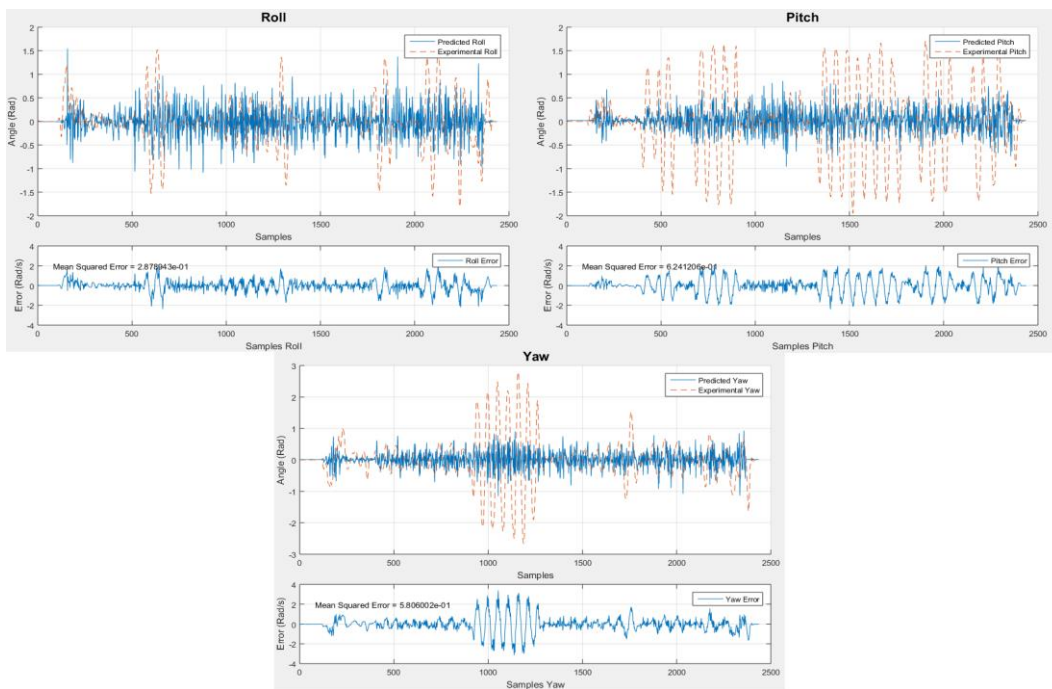 Roll
Angle (Rad)
2
1.5
1
0.5
0
-0.5
-1
-1.5
-2
Predicted Roll
Experimental Roll
0 500 1000 1500 2000 2500
Samples
Error (Rad/s)
4
2
0
-2
-4
Mean Squared Error = 2.878943e-01
Roll Error
0 500 1000 1500 2000 2500
Samples Roll
Pitch
Angle (Rad)
2
1.5
1
0.5
0
-0.5
-1
-1.5
-2
Predicted Pitch
Experimental Pitch
0 500 1000 1500 2000 2500
Samples
Error (Rad/s)
4
2
0
-2
-4
Mean Squared Error = 6.241206e-01
Pitch Error
0 500 1000 1500 2000 2500
Samples Pitch
Yaw
Angle (Rad)
3
2
1
0
-1
-2
-3
Predicted Yaw
Experimental Yaw
0 500 1000 1500 2000 2500
Samples
Error (Rad/s)
4
2
0
-2
-4
Mean Squared Error = 5.806002e-01
Yaw Error
0 500 1000 1500 2000 2500
Samples Yaw